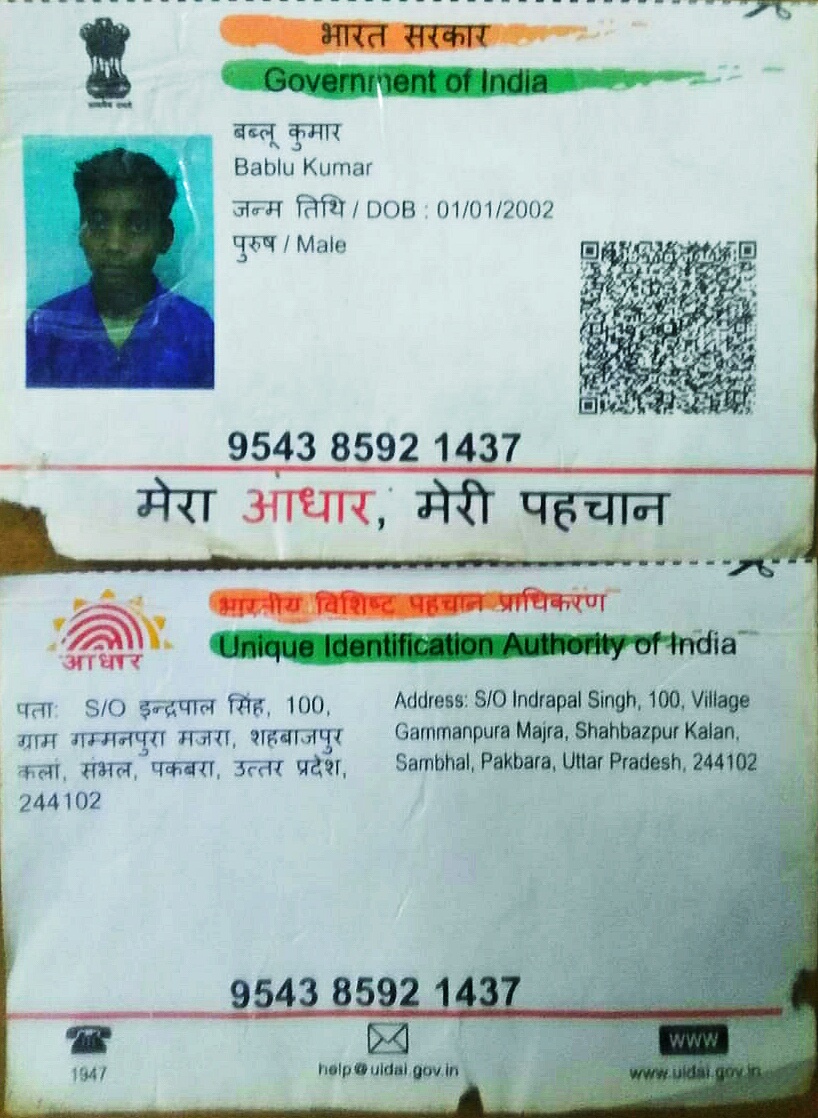 भारत सरकार
Government of India
बब्लू कुमार
Bablu Kumar
जन्म तिथि / DOB : 01/01/2002
पुरुष / Male
9543 8592 1437
मेरा आधार, मेरी पहचान
भारतीय विशिष्ट पहचान प्राधिकरण
आधार
Unique Identification Authority of India
पता: S/O इन्द्रपाल सिंह, 100,
ग्राम गम्मनपुरा मजरा, शहबाजपुर
कलां, संभल, पकबरा, उत्तर प्रदेश,
244102
Address: S/O Indrapal Singh, 100, Village
Gammanpura Majra, Shahbazpur Kalan,
Sambhal, Pakbara, Uttar Pradesh, 244102
9543 8592 1437
1947
help@uidai.gov.in
www
www.uidai.gov.in